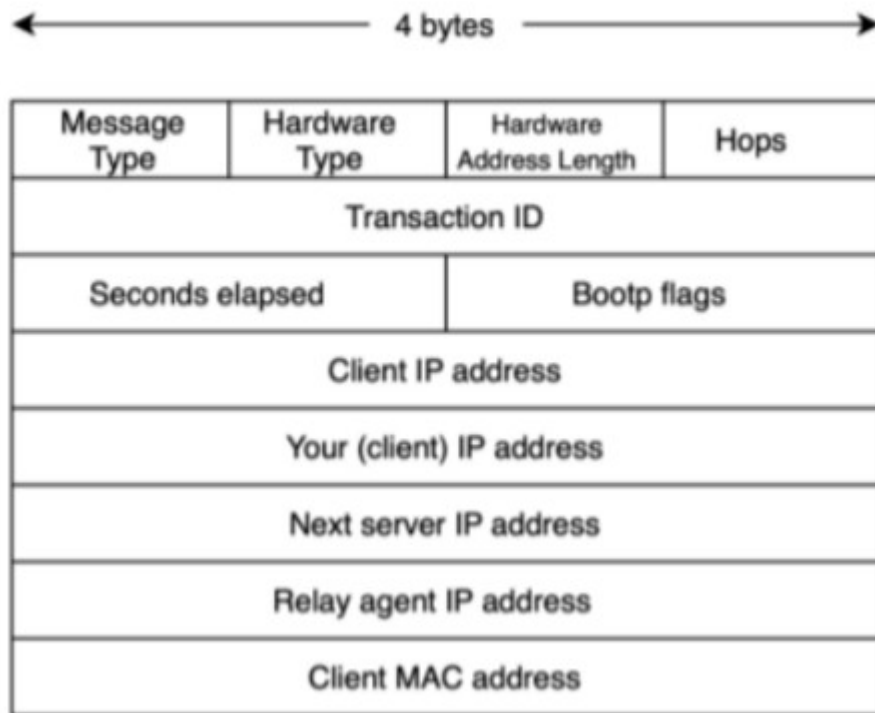 4 bytes
Message Type
Hardware Type
Hardware Address Length
Hops
Transaction ID
Seconds elapsed
Bootp flags
Client IP address
Your (client) IP address
Next server IP address
Relay agent IP address
Client MAC address